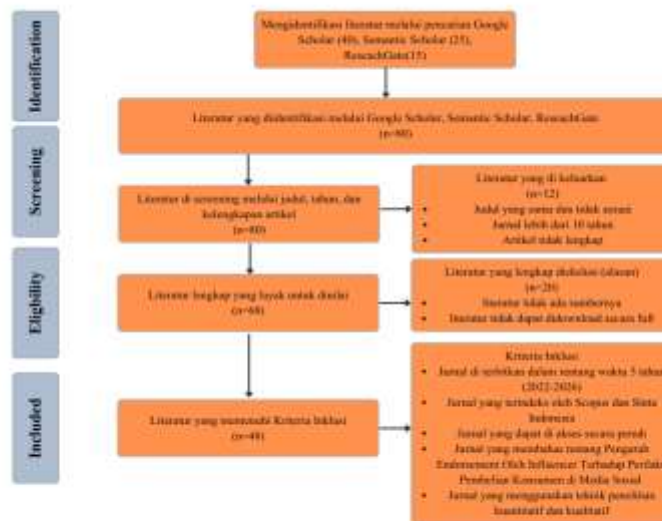 Identification
Mengidentifikasi literatur melalui pencarian Google
Scholar (40), Semantic Scholar (25),
ReseachGate(15)
Literatur yang diidentifikasi melalui Google Scholar, Semantic Scholar, ReseachGate
(n=80)
Screening
Literatur di screening melalui judul, tahun, dan
kelengkapan artikel
(n=80)
Literatur yang di keluarkan
(n=12)
• Judul yang sama dan tidak sesuai
• Jurnal lebih dari 10 tahun
• Artikel tidak lengkap
Eligibility
Literatur lengkap yang layak untuk dinilai
(n=68)
Literatur yang lengkap (alasan)
(n=20)
• literatur tidak ada sumbernya
• literatur tidak dapat didownload secara full
Included
Literatur yang memenuhi Kriteria Inklusi
(n=48)
Kriteria Inklusi
• Jurnal di terbitkan dalam rentang waktu 5 tahun
(2022-2026)
• Jurnal yang terindeks oleh Scopus dan Sinta
Indonesia
• Jurnal yang dapat di akses secara penuh
• Jurnal yang membahas tentang Pengaruh
Endorsement Oleh Influencer Terhadap Perilaku
Pembelian Konsumen di Media Sosial
• Jurnal yang menggunakan teknik penelitian
kuantitatif dan kualitatif